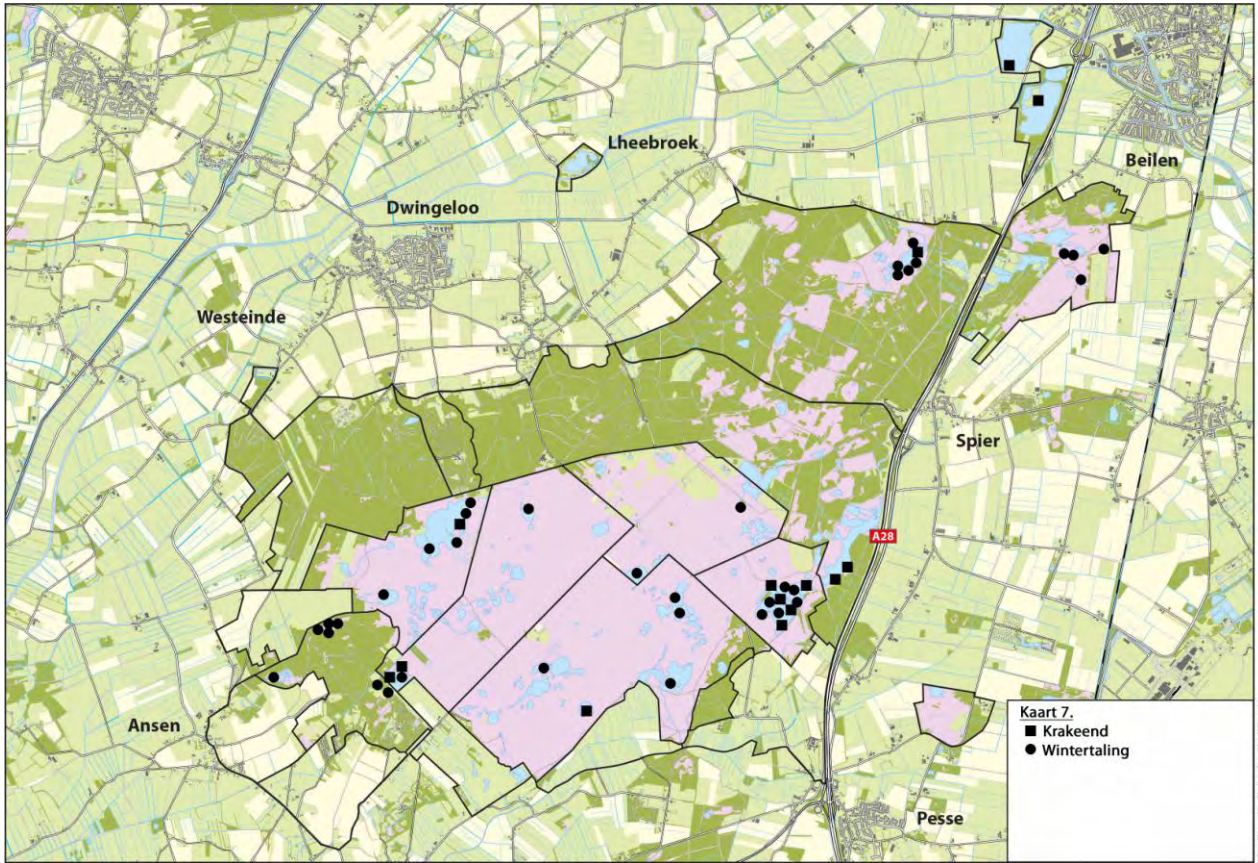 Lheebroek
Beilen
Dwingeloo
Westeinde
Spier
A28
Ansen
Pesse
Kaart 7.
Krakeend
Wintertaling